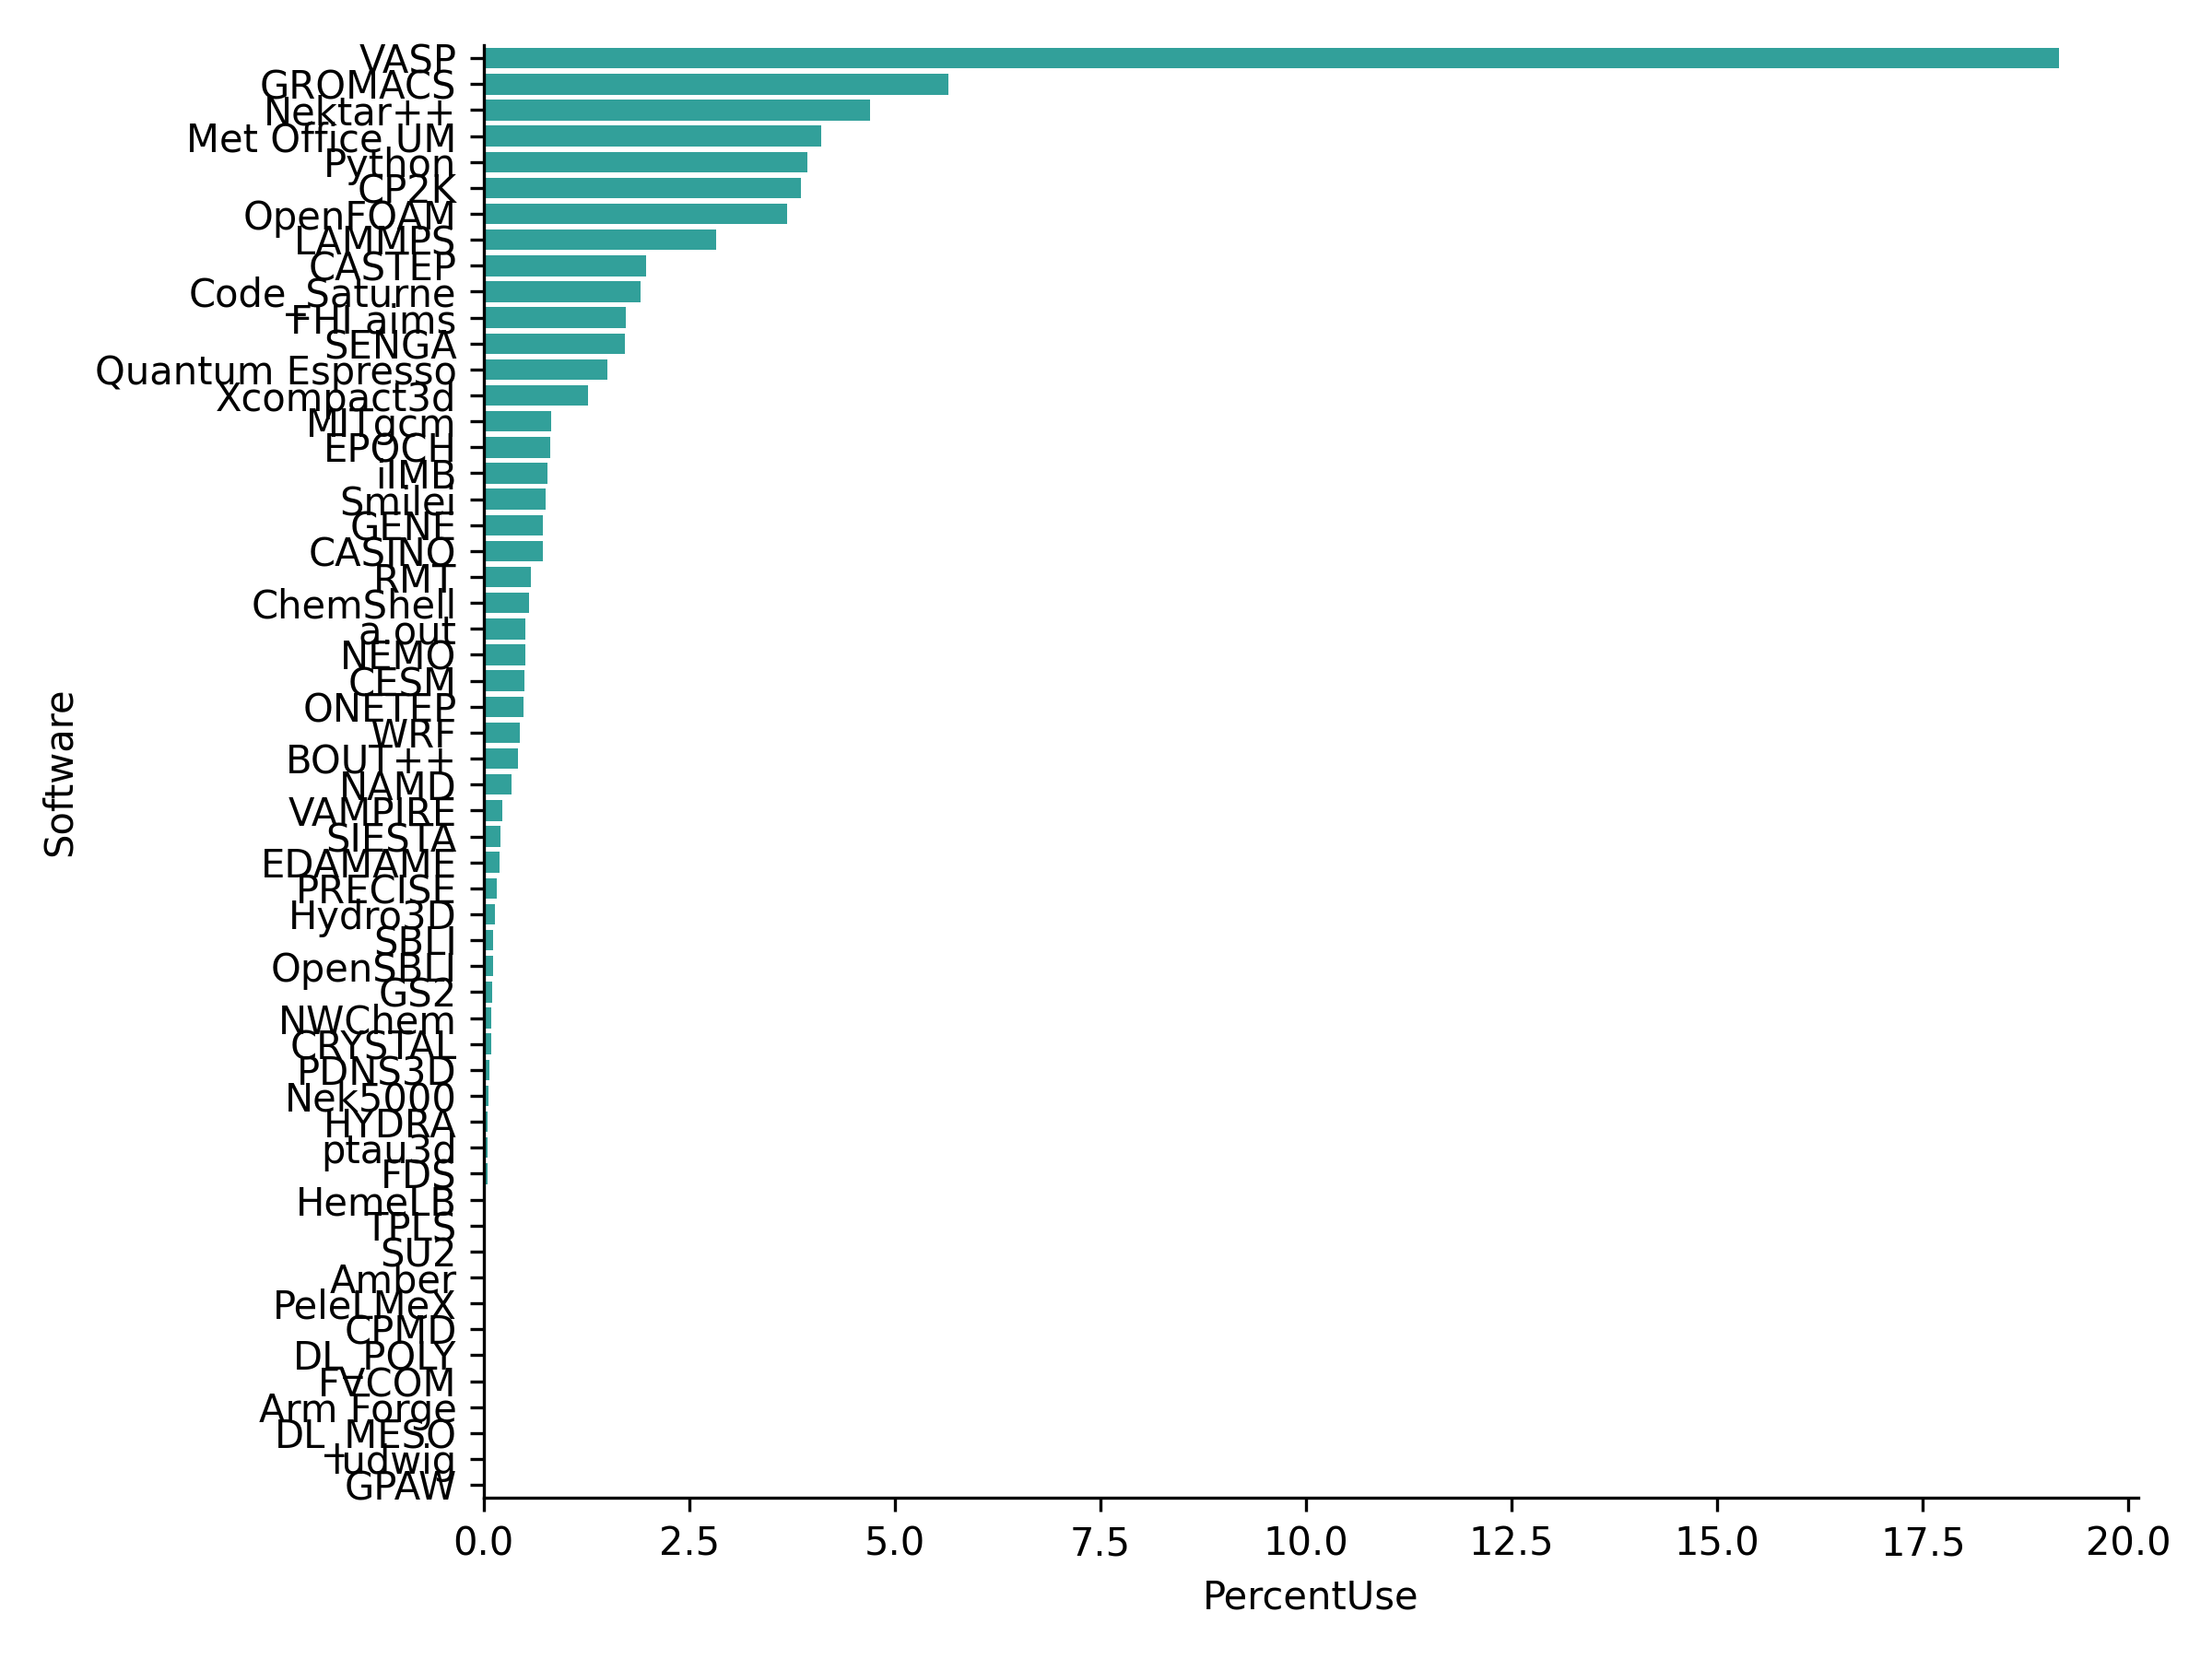 VASP
GROMACS
Nektar++
Met Office UM
Python
CP2K
OpenFOAM
LAMMPS
CASTEP
Code_Saturne
FHI aims
SENGA
Quantum Espresso
Xcompact3d
MITgcm
EPOCH
iIMB
Smilei
GENE
CASINO
RMT
ChemShell
a.out
NEMO
CESM
ONETEP
WRF
BOUT++
NAMD
VAMPIRE
SIESTA
EDAMAME
PRECISE
Hydro3D
SBLI
OpenSBLI
GS2
NWChem
CRYSTAL
PDNS3D
Nek5000
HYDRA
ptau3d
FDS
HemeLB
TPLS
SU2
Amber
PeleLMeX
CPMD
DL_POLY
FVCOM
Arm Forge
DL_MESO
Ludwig
GPAW
Software
0.0 2.5 5.0 7.5 10.0 12.5 15.0 17.5 20.0
PercentUse